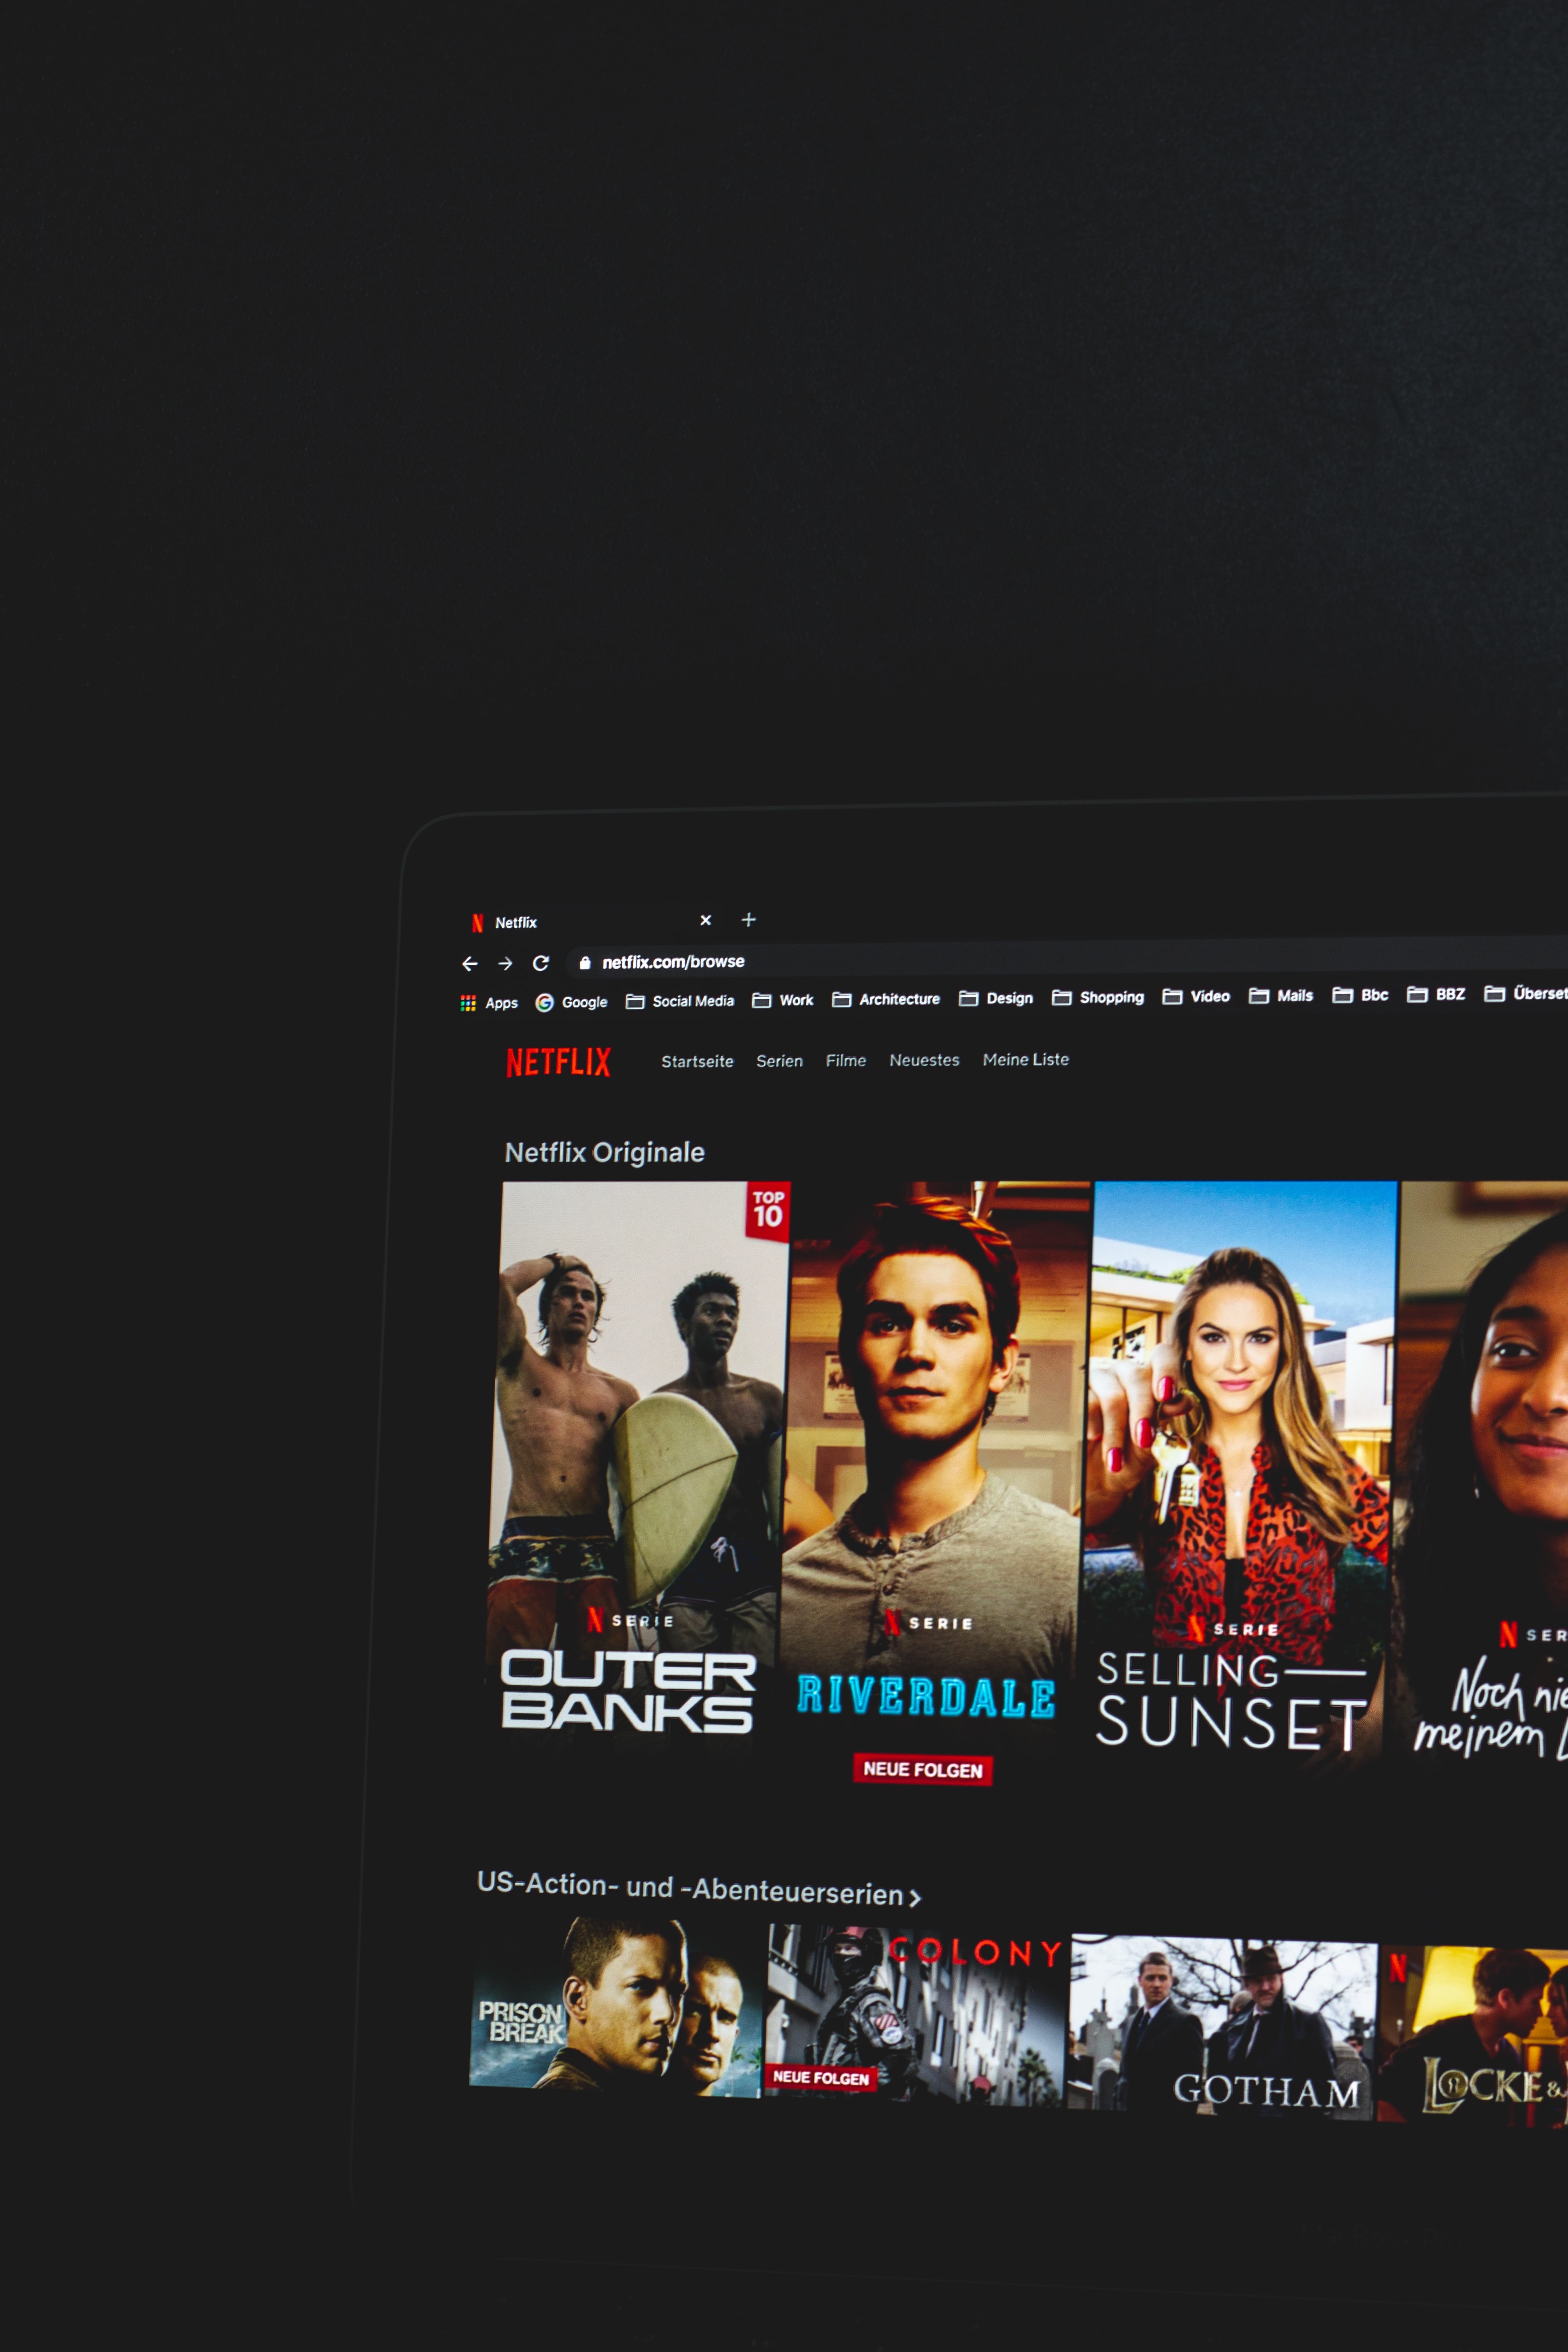 Netflix
netflix.com/browse
Apps Google Social Media Work Architecture Design Shopping Video Mails Bbc BBZ Überset
NETFLIX Startseite Serien Filme Neuestes Meine Liste
Netflix Originale
TOP
10
N SERIE
OUTER
BANKS
N SERIE
RIVERDALE
NEUE FOLGEN
N SERIE
SELLING
SUNSET
N SER
Noch nie
meinem L
US-Action- und -Abenteuerserien
PRISON
BREAK
COLONY
NEUE FOLGEN
GOTHAM
N
LOCKE &